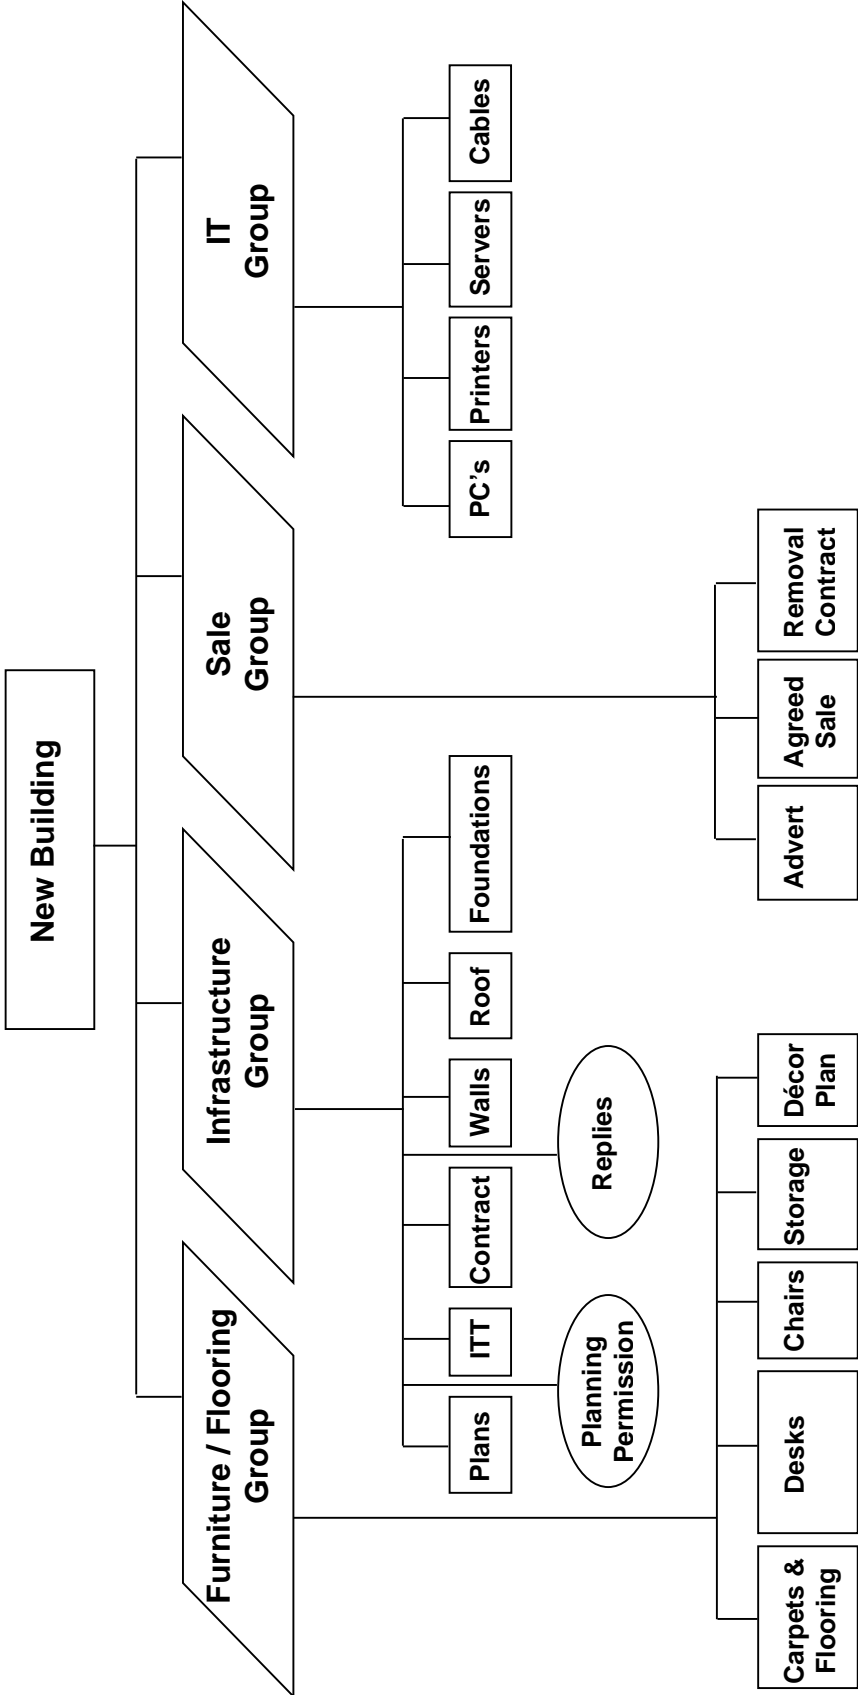 New Building
Furniture / Flooring
Group
Infrastructure
Group
Sale
Group
IT
Group
Plans
ITT
Contract
Walls
Roof
Foundations
PC's
Printers
Servers
Cables
Planning
Permission
Replies
Carpets &
Flooring
Desks
Chairs
Storage
Décor
Plan
Advert
Agreed
Sale
Removal
Contract